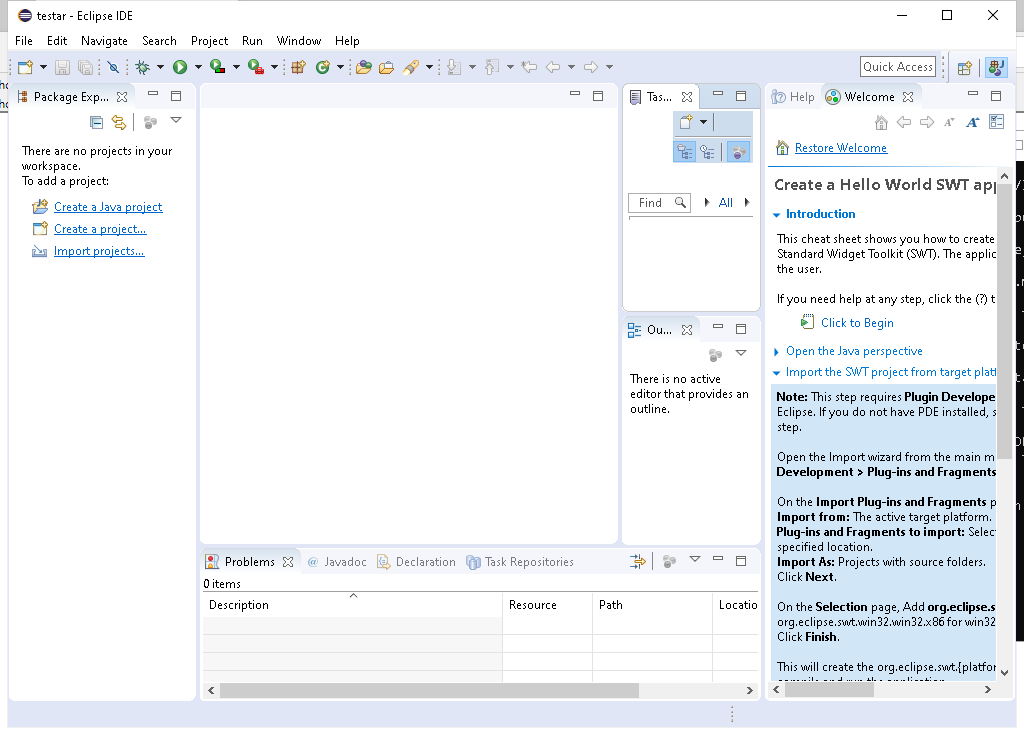 testar - Eclipse IDE
File Edit Navigate Search Project Run Window Help
Quick Access
Package Exp...
There are no projects in your
workspace.
To add a project:
Create a Java project
Create a project...
Import projects...
Tas...
Find
All
Ou...
There is no active
editor that provides an
outline.
Help
Welcome
Restore Welcome
Create a Hello World SWT app
Introduction
This cheat sheet shows you how to create
Standard Widget Toolkit (SWT). The applic
the user.
If you need help at any step, click the (?) t
Click to Begin
Open the Java perspective
Import the SWT project from target platf
Note: This step requires Plugin Develope
Eclipse. If you do not have PDE installed, s
step.
Open the Import wizard from the main m
Development > Plug-ins and Fragments
On the Import Plug-ins and Fragments p
Import from: The active target platform.
Plug-ins and Fragments to import: Selec
specified location.
Import As: Projects with source folders.
Click Next.
On the Selection page, Add org.eclipse.s
org.eclipse.swt.win32.win32.x86 for win32
Click Finish.
This will create the org.eclipse.swt.{platfor
compile and run the application
Problems @ Javadoc Declaration Task Repositories
0 items
Description Resource Path Locatio